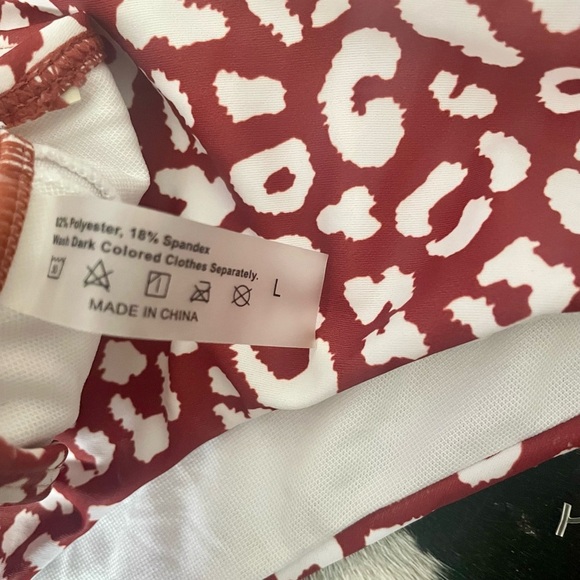 82% Polyester, 18% Spandex
Wash Dark Colored Clothes Separately.
L
MADE IN CHINA